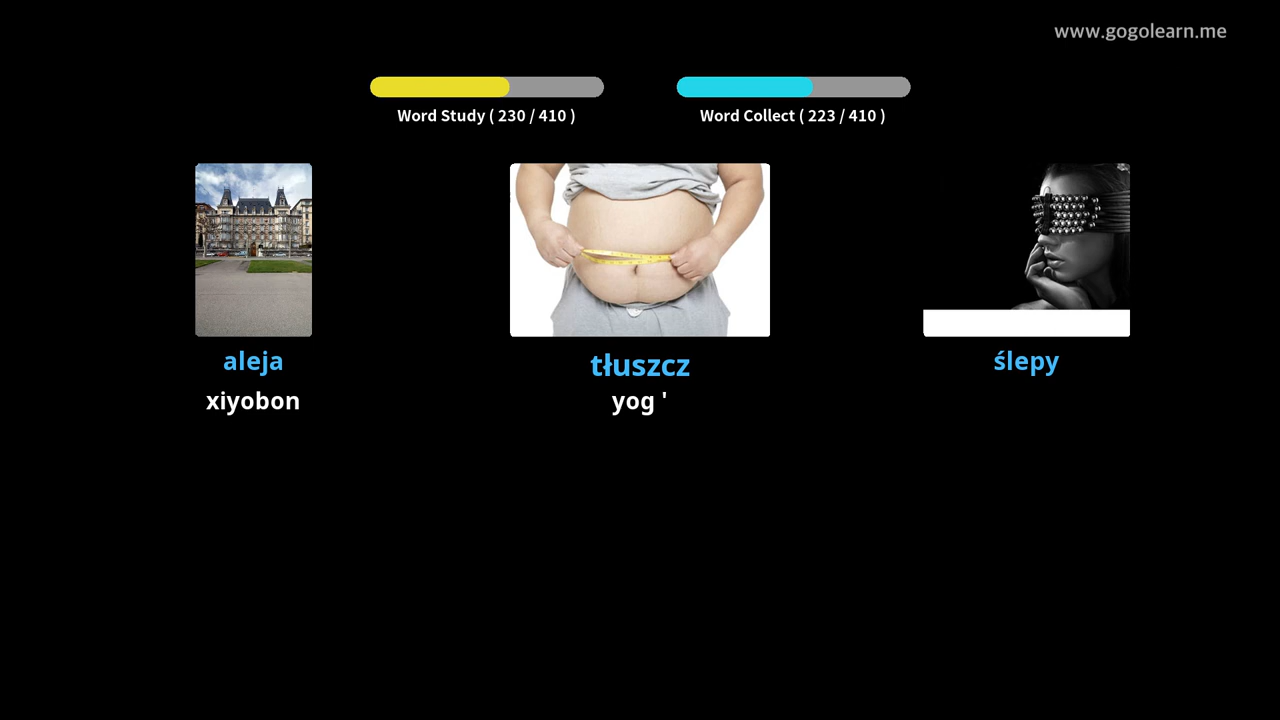 www.gogolearn.me
Word Study ( 230 / 410 )
Word Collect ( 223 / 410 )
aleja
xiyobon
tłuszcz
yog '
ślepy